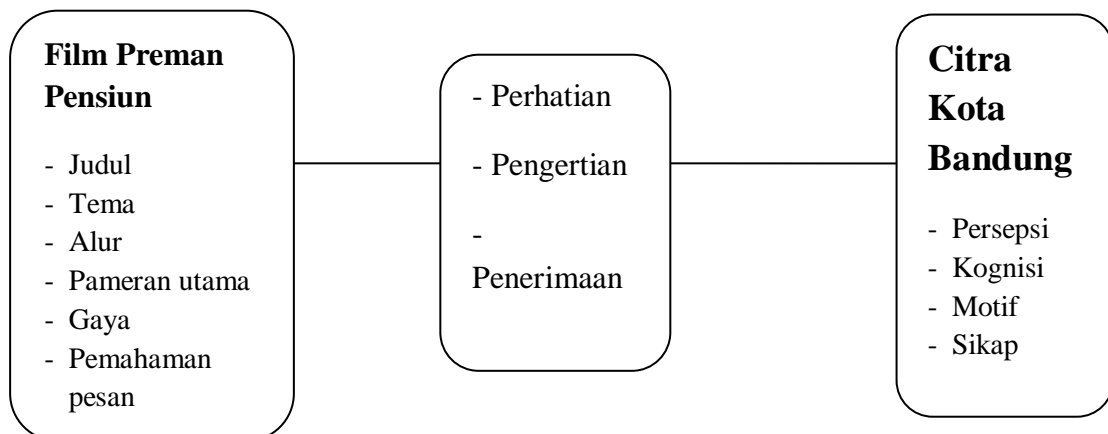 Film Preman
Pensiun
- Judul
- Tema
- Alur
- Pameran utama
- Gaya
- Pemahaman
pesan
- Perhatian
- Pengertian
-
Penerimaan
Citra
Kota
Bandung
- Persepsi
- Kognisi
- Motif
- Sikap